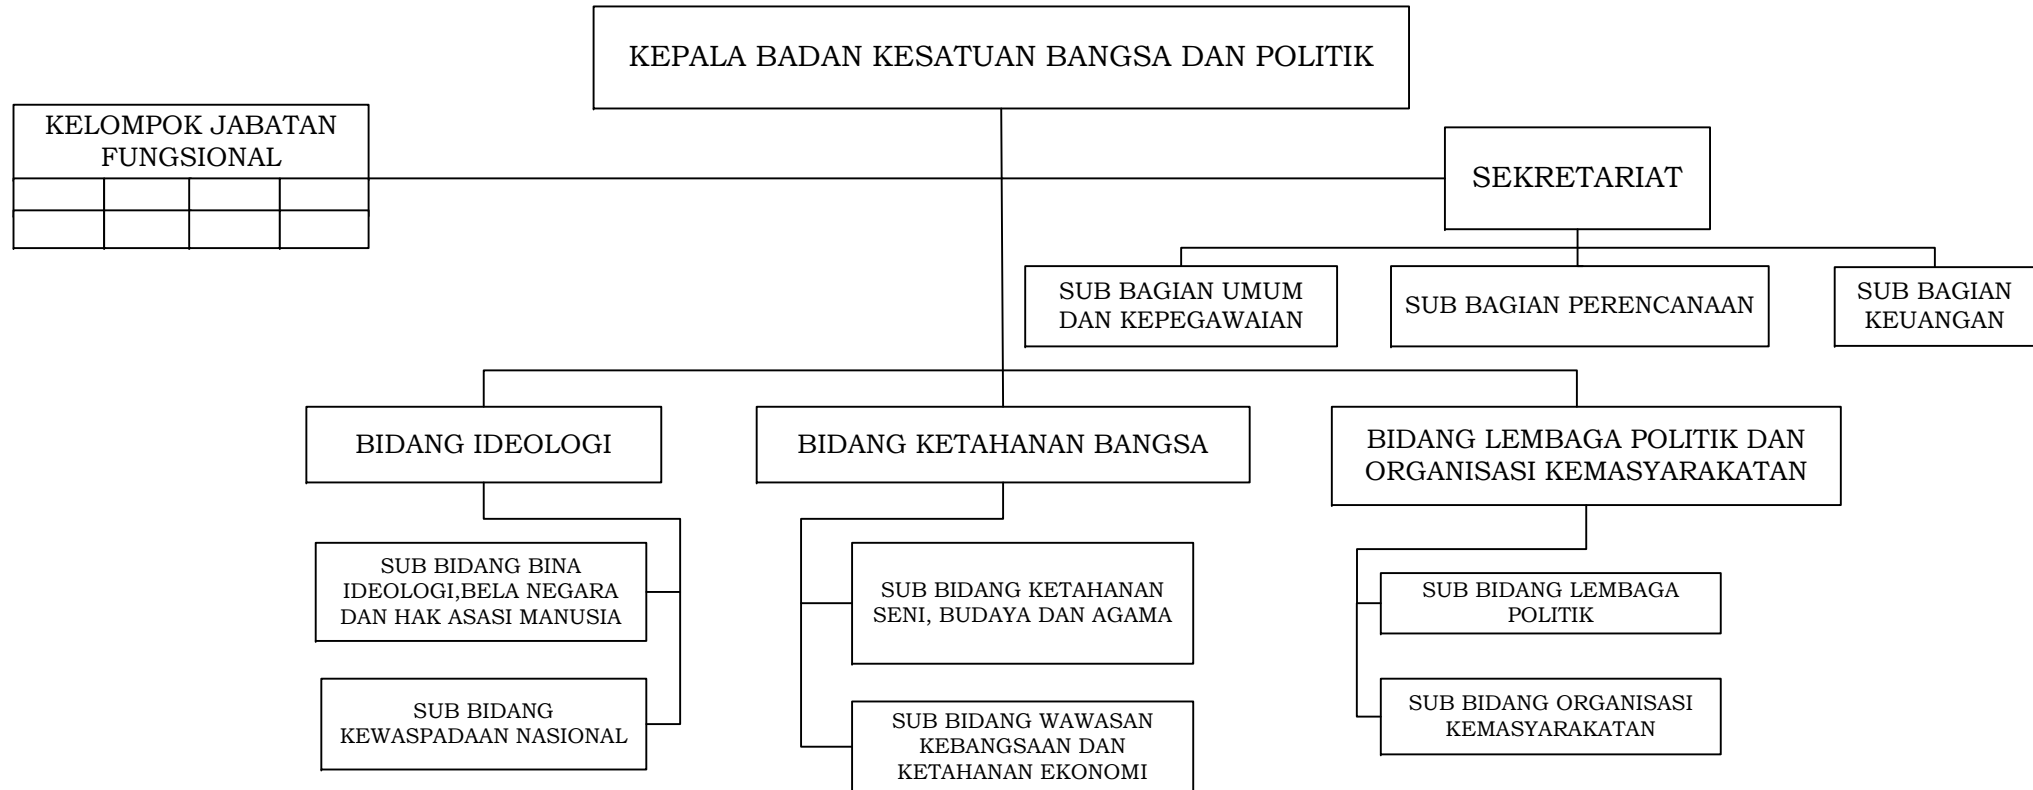 KEPALA BADAN KESATUAN BANGSA DAN POLITIK
KELOMPOK JABATAN
FUNGSIONAL
SEKRETARIAT
SUB BAGIAN UMUM
DAN KEPEGAWAIAN
SUB BAGIAN PERENCANAAN
SUB BAGIAN
KEUANGAN
BIDANG IDEOLOGI
BIDANG KETAHANAN BANGSA
BIDANG LEMBAGA POLITIK DAN
ORGANISASI KEMASYARAKATAN
SUB BIDANG BINA
IDEOLOGI,BELA NEGARA
DAN HAK ASASI MANUSIA
SUB BIDANG KETAHANAN
SENI, BUDAYA DAN AGAMA
SUB BIDANG LEMBAGA
POLITIK
SUB BIDANG
KEWASPADAAN NASIONAL
SUB BIDANG WAWASAN
KEBANGSAAN DAN
KETAHANAN EKONOMI
SUB BIDANG ORGANISASI
KEMASYARAKATAN